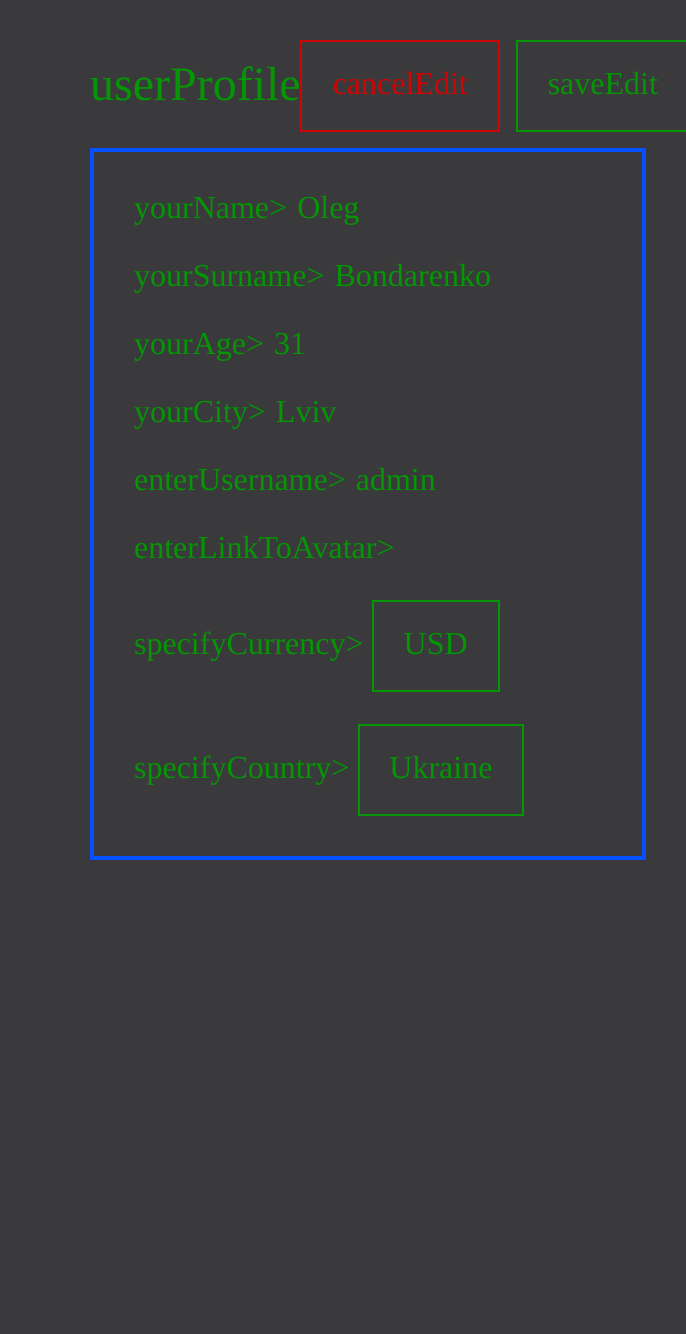 userProfile cancelEdit saveEdit
yourName> Oleg
yourSurname> Bondarenko
yourAge> 31
yourCity> Lviv
enterUsername> admin
enterLinkToAvatar>
specifyCurrency> USD
specifyCountry> Ukraine